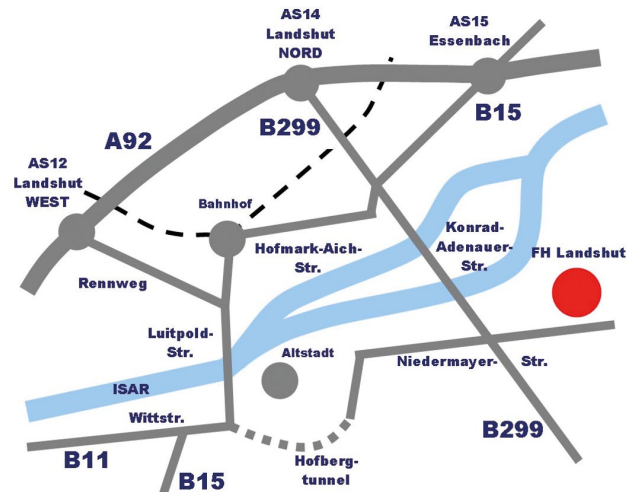 AS14
Landshut
NORD
AS15
Essenbach
A92
B299
B15
AS12
Landshut
WEST
Bahnhof
Hofmark-Aich-
Str.
Konrad-
Adenauer-
Str.
FH Landshut
Rennweg
Luitpold-
Str.
Altstadt
Niedermayer-
Str.
ISAR
Wittstr.
B11
B15
Hofberg-
tunnel
B299